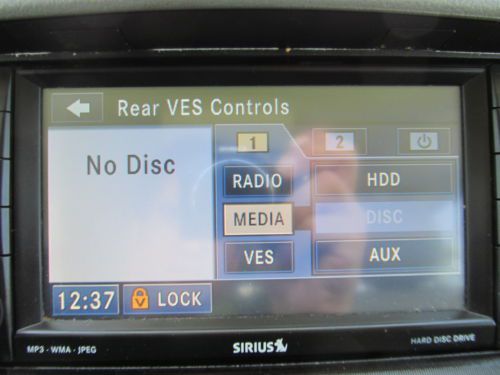 Rear VES Controls
No Disc
1
2
RADIO
HDD
MEDIA
DISC
VES
AUX
12:37
LOCK
MP3 · WMA · JPEG
SIRIUS
HARD DISC DRIVE